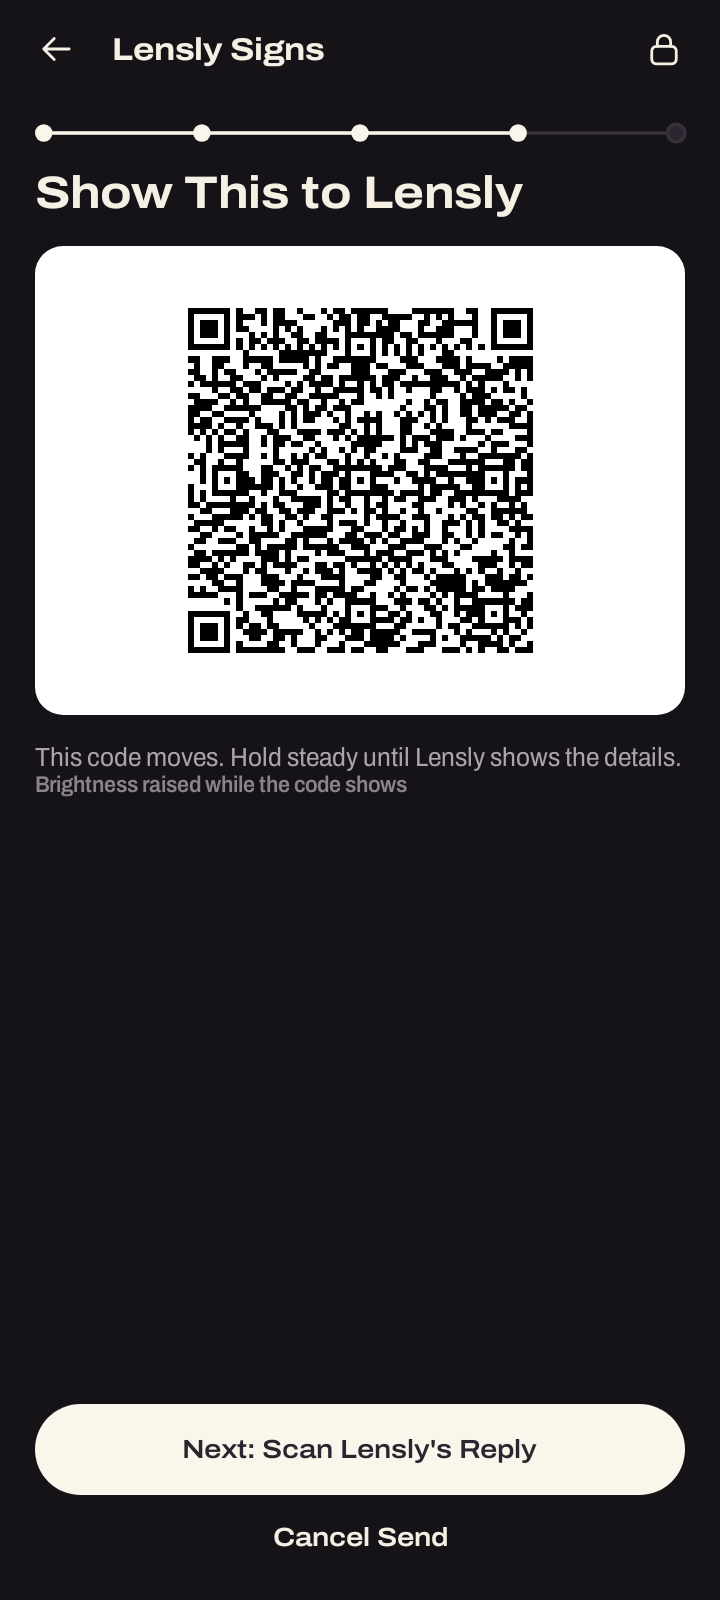 Lensly Signs
Show This to Lensly
This code moves. Hold steady until Lensly shows the details.
Brightness raised while the code shows
Next: Scan Lensly's Reply
Cancel Send